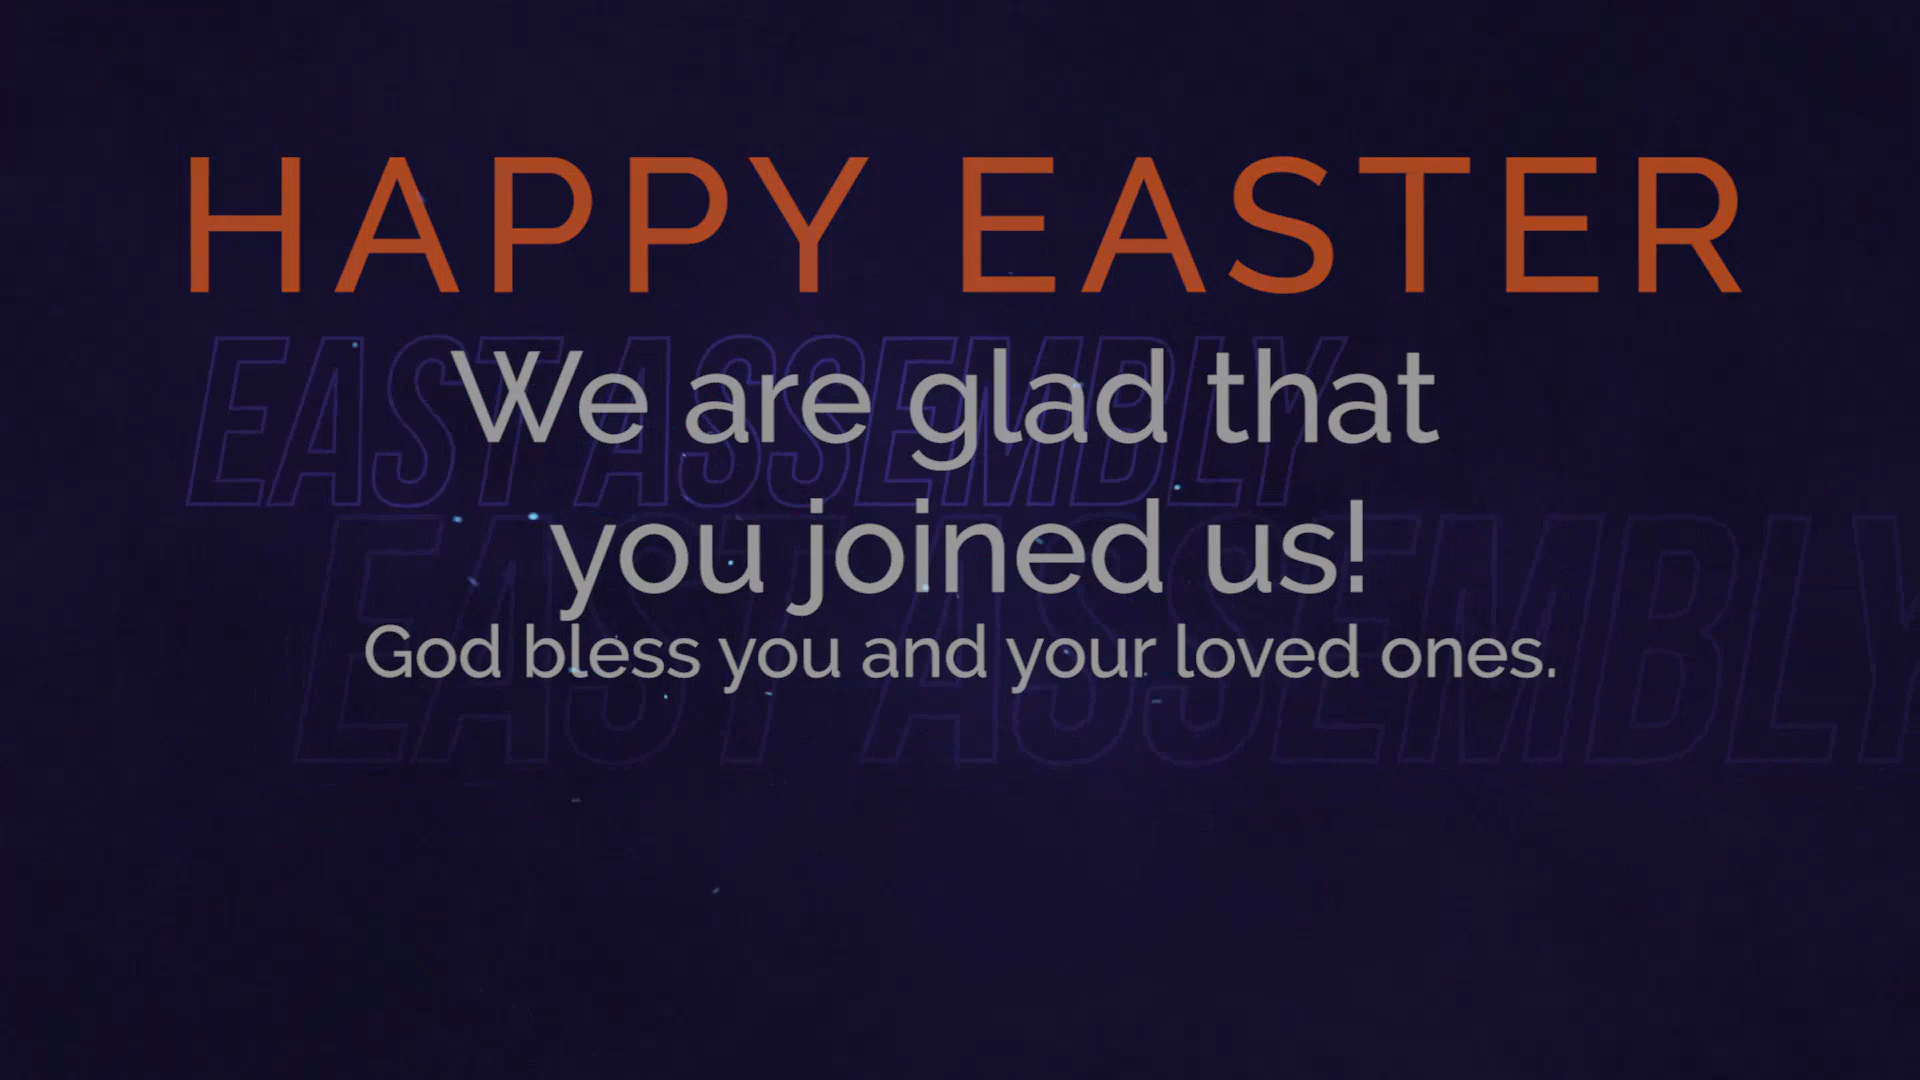 HAPPY EASTER
EAST ASSEMBLY
We are glad that
you joined us!
EAST ASSEMBLY
God bless you and your loved ones.